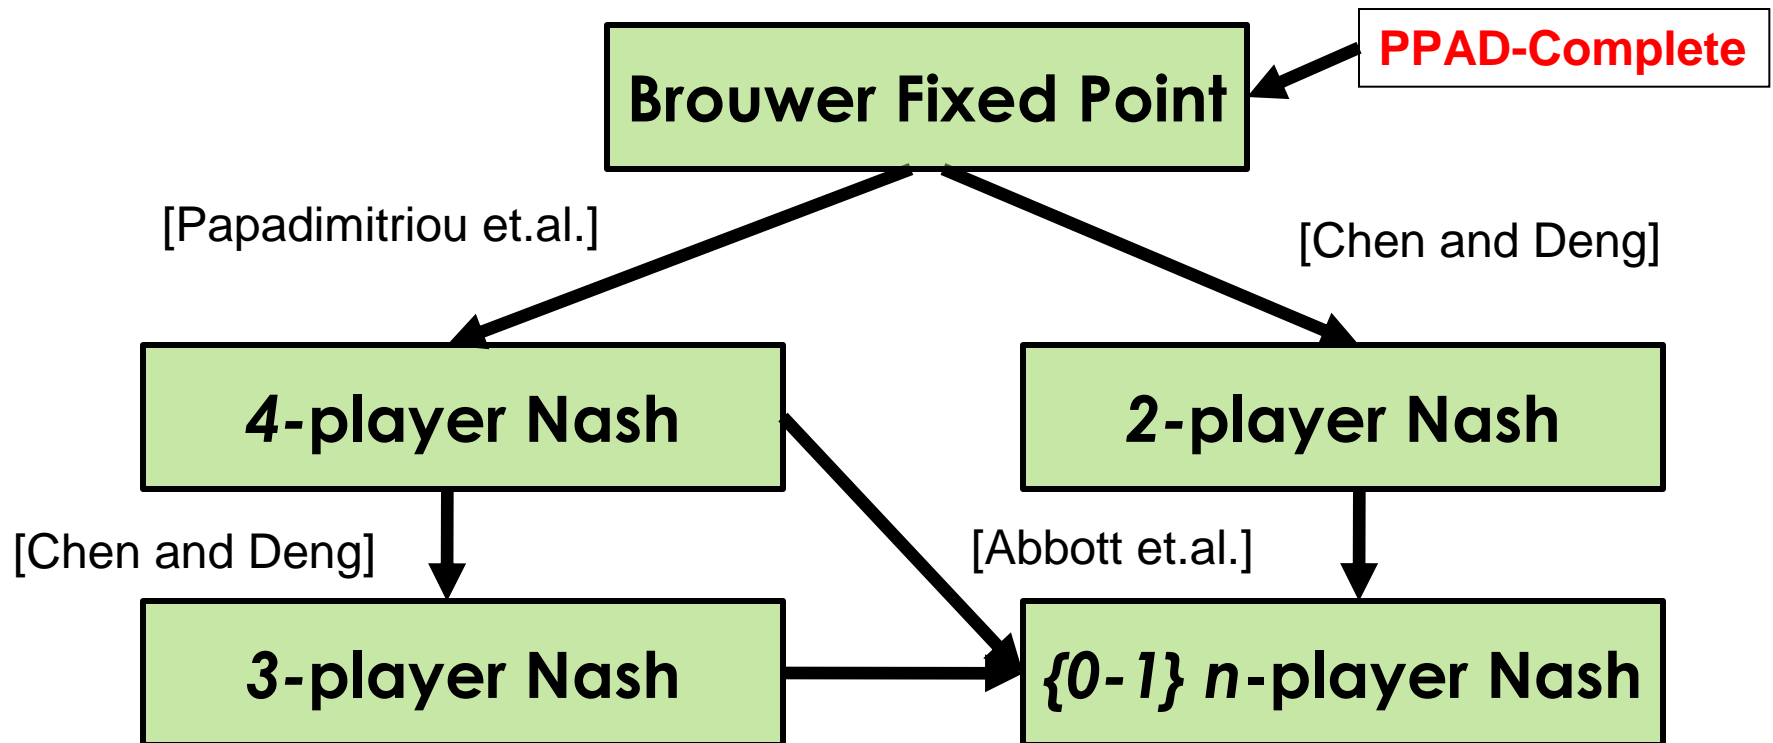 PPAD-Complete
Brouwer Fixed Point
[Papadimitriou et.al.]
[Chen and Deng]
4-player Nash
2-player Nash
[Chen and Deng]
[Abbott et.al.]
3-player Nash
{0-1} n-player Nash